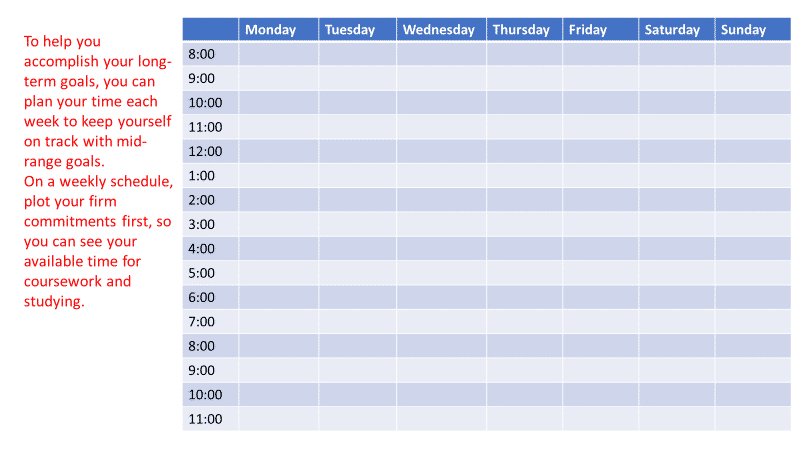 To help you
accomplish your long-
term goals, you can
plan your time each
week to keep yourself
on track with mid-
range goals.
On a weekly schedule,
plot your firm
commitments first, so
you can see your
available time for
coursework and
studying.
Monday Tuesday Wednesday Thursday Friday Saturday Sunday
8:00
9:00
10:00
11:00
12:00
1:00
2:00
3:00
4:00
5:00
6:00
7:00
8:00
9:00
10:00
11:00